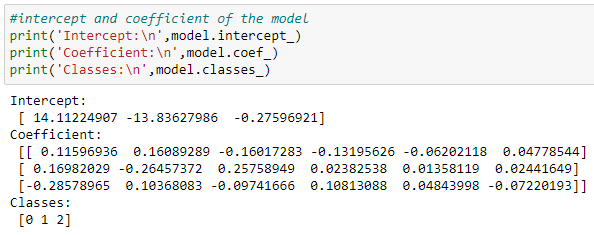 #intercept and coefficient of the model
print('Intercept:\n',model.intercept_)
print('Coefficient:\n',model.coef_)
print('Classes:\n',model.classes_)
Intercept:
 [ 14.11224907 -13.83627986  -0.27596921]
Coefficient:
 [[ 0.11596936  0.16089289 -0.16017283 -0.13195626 -0.06202118  0.04778544]
 [ 0.16982029 -0.26457372  0.25758949  0.02382538  0.01358119  0.02441649]
 [-0.28578965  0.10368083 -0.09741666  0.10813088  0.04843998 -0.07220193]]
Classes:
 [0 1 2]